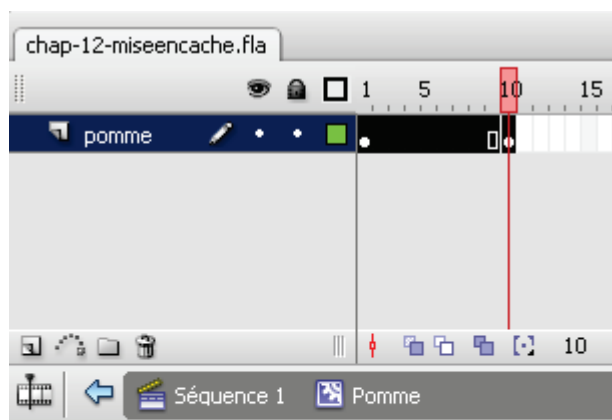 chap-12-miseencache.fla
1 5 10 15
pomme
10
Séquence 1 Pomme